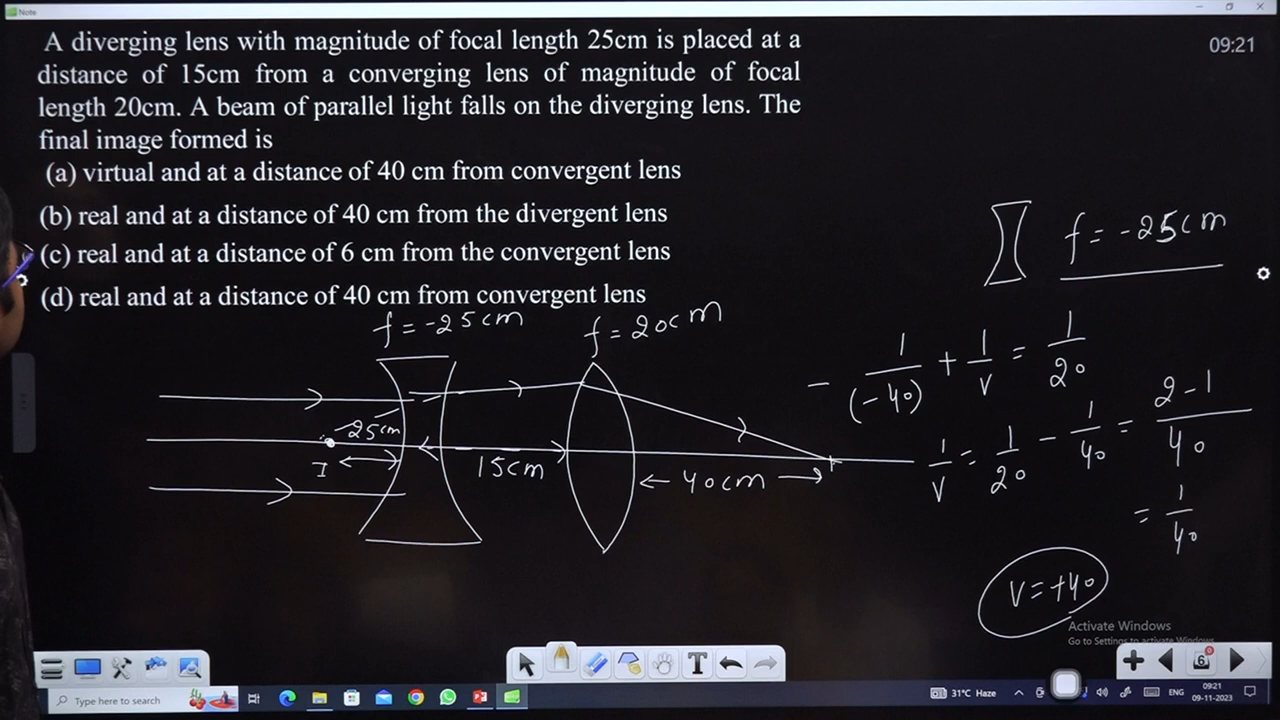 Note
A diverging lens with magnitude of focal length 25cm is placed at a
distance of 15cm from a converging lens of magnitude of focal
length 20cm. A beam of parallel light falls on the diverging lens. The
final image formed is
(a) virtual and at a distance of 40 cm from convergent lens
(b) real and at a distance of 40 cm from the divergent lens
(c) real and at a distance of 6 cm from the convergent lens
(d) real and at a distance of 40 cm from convergent lens
09:21
f = -25cm
f = -25cm
f = 20cm
25cm
I
15cm
40cm
- 1/(-40) + 1/v = 1/20
1/v = 1/20 - 1/40 = 2-1/40
= 1/40
v=+40
Activate Windows
Go to Settings to activate Windows.
6
Type here to search
31°C Haze
ENG
09:21
09-11-2023